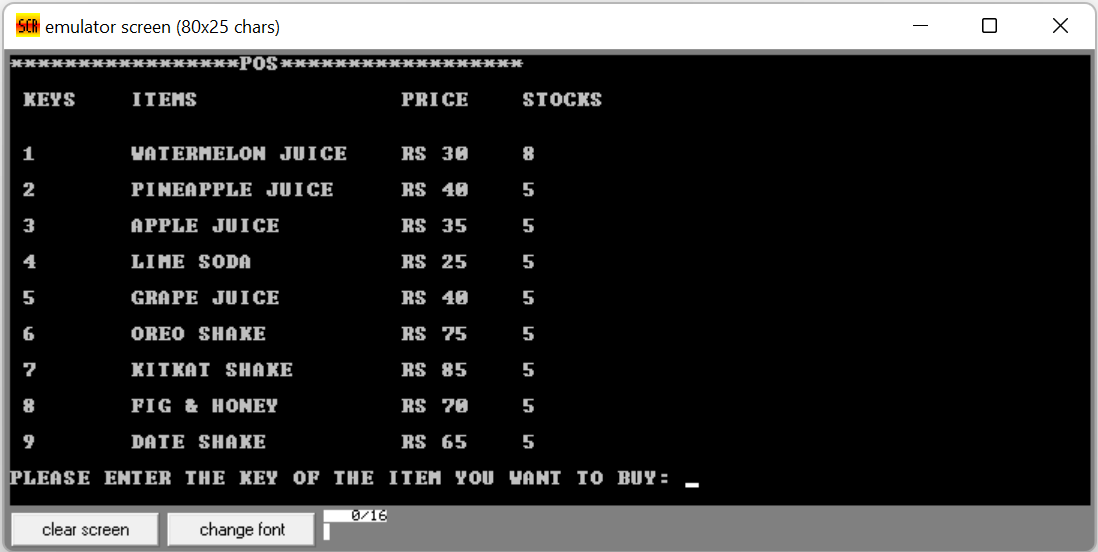 SCR emulator screen (80x25 chars)
*****************POS******************
KEYS ITEMS PRICE STOCKS
1 WATERMELON JUICE RS 30 8
2 PINEAPPLE JUICE RS 40 5
3 APPLE JUICE RS 35 5
4 LIME SODA RS 25 5
5 GRAPE JUICE RS 40 5
6 OREO SHAKE RS 75 5
7 KITKAT SHAKE RS 85 5
8 FIG & HONEY RS 70 5
9 DATE SHAKE RS 65 5
PLEASE ENTER THE KEY OF THE ITEM YOU WANT TO BUY: _
clear screen change font 0/16